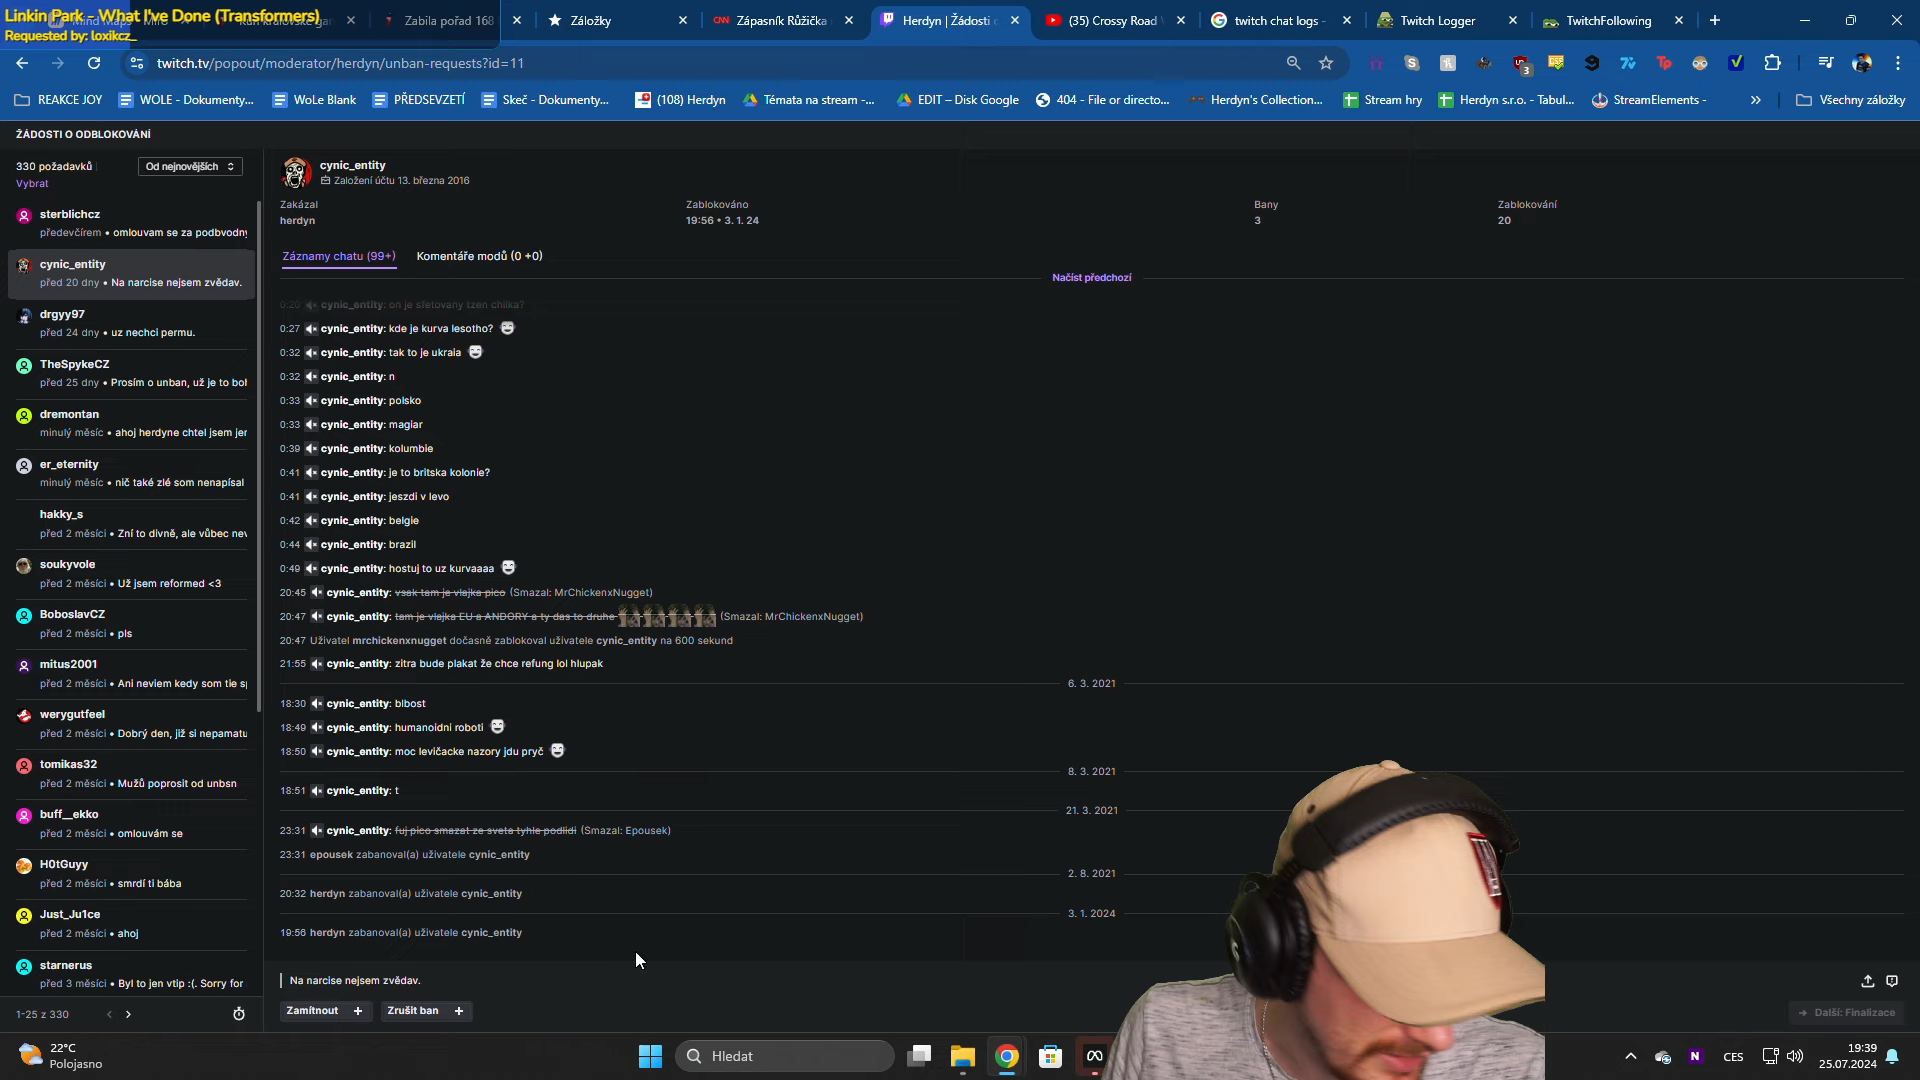 Linkin Park - What I've Done (Transformers)
Requested by: loxikcz_
Zabila pořad 168
Záložky
Zápasník Růžička
Herdyn | Žádosti
(35) Crossy Road
twitch chat logs -
Twitch Logger
TwitchFollowing
twitch.tv/popout/moderator/herdyn/unban-requests?id=11
REAKCE JOY
WOLE - Dokumenty...
WoLe Blank
PŘEDSEVZETÍ
Skeč - Dokumenty...
(108) Herdyn
Témata na stream -...
EDIT – Disk Google
404 - File or directo...
Herdyn's Collection...
Stream hry
Herdyn s.r.o. - Tabul...
StreamElements -
Všechny záložky
ŽÁDOSTI O ODBLOKOVÁNÍ
330 požadavků
Od nejnovějších
Vybrat
sterblichcz
předevčírem • omlouvam se za podbvodny
cynic_entity
před 20 dny • Na narcise nejsem zvědav.
drgyy97
před 24 dny • uz nechci permu.
TheSpykeCZ
před 25 dny • Prosím o unban, už je to boh
dremontan
minulý měsíc • ahoj herdyne chtel jsem jen
er_eternity
minulý měsíc • nič také zlé som nenapísal
hakky_s
před 2 měsíci • Zní to divně, ale vůbec nev
soukyvole
před 2 měsíci • Už jsem reformed <3
BoboslavCZ
před 2 měsíci • pls
mitus2001
před 2 měsíci • Ani neviem kedy som tie s
werygutfeel
před 2 měsíci • Dobrý den, již si nepamatu
tomikas32
před 2 měsíci • Mužů poprosit od unbsn
buff__ekko
před 2 měsíci • omlouvám se
H0tGuyy
před 2 měsíci • smrdí ti bába
Just_Ju1ce
před 2 měsíci • ahoj
starnerus
před 3 měsíci • Byl to jen vtip :(. Sorry for
1-25 z 330
cynic_entity
Založení účtu 13. března 2016
Zakázal
herdyn
Zablokováno
19:56 • 3. 1. 24
Bany
3
Zablokování
20
Záznamy chatu (99+)
Komentáře modů (0 +0)
Načíst předchozí
0:20 cynic_entity: on je sfetovany tzen chilka?
0:27 cynic_entity: kde je kurva lesotho?
0:32 cynic_entity: tak to je ukraia
0:32 cynic_entity: n
0:33 cynic_entity: polsko
0:33 cynic_entity: magiar
0:39 cynic_entity: kolumbie
0:41 cynic_entity: je to britska kolonie?
0:41 cynic_entity: jeszdi v levo
0:42 cynic_entity: belgie
0:44 cynic_entity: brazil
0:49 cynic_entity: hostuj to uz kurvaaaa
20:45 cynic_entity: vsak tam je vlajka pico (Smazal: MrChickenxNugget)
20:47 cynic_entity: tam je vlajka EU a ANDORY a ty das to druhe (Smazal: MrChickenxNugget)
20:47 Uživatel mrchickenxnugget dočasně zablokoval uživatele cynic_entity na 600 sekund
21:55 cynic_entity: zitra bude plakat že chce refung lol hlupak
6. 3. 2021
18:30 cynic_entity: blbost
18:49 cynic_entity: humanoidni roboti
18:50 cynic_entity: moc levičacke nazory jdu pryč
8. 3. 2021
18:51 cynic_entity: t
21. 3. 2021
23:31 cynic_entity: fuj pico smazat ze sveta tyhle podlidi (Smazal: Epousek)
23:31 epousek zabanoval(a) uživatele cynic_entity
2. 8. 2021
20:32 herdyn zabanoval(a) uživatele cynic_entity
3. 1. 2024
19:56 herdyn zabanoval(a) uživatele cynic_entity
Na narcise nejsem zvědav.
Zamítnout
Zrušit ban
Další: Finalizace
22°C
Polojasno
Hledat
CES
19:39
25.07.2024